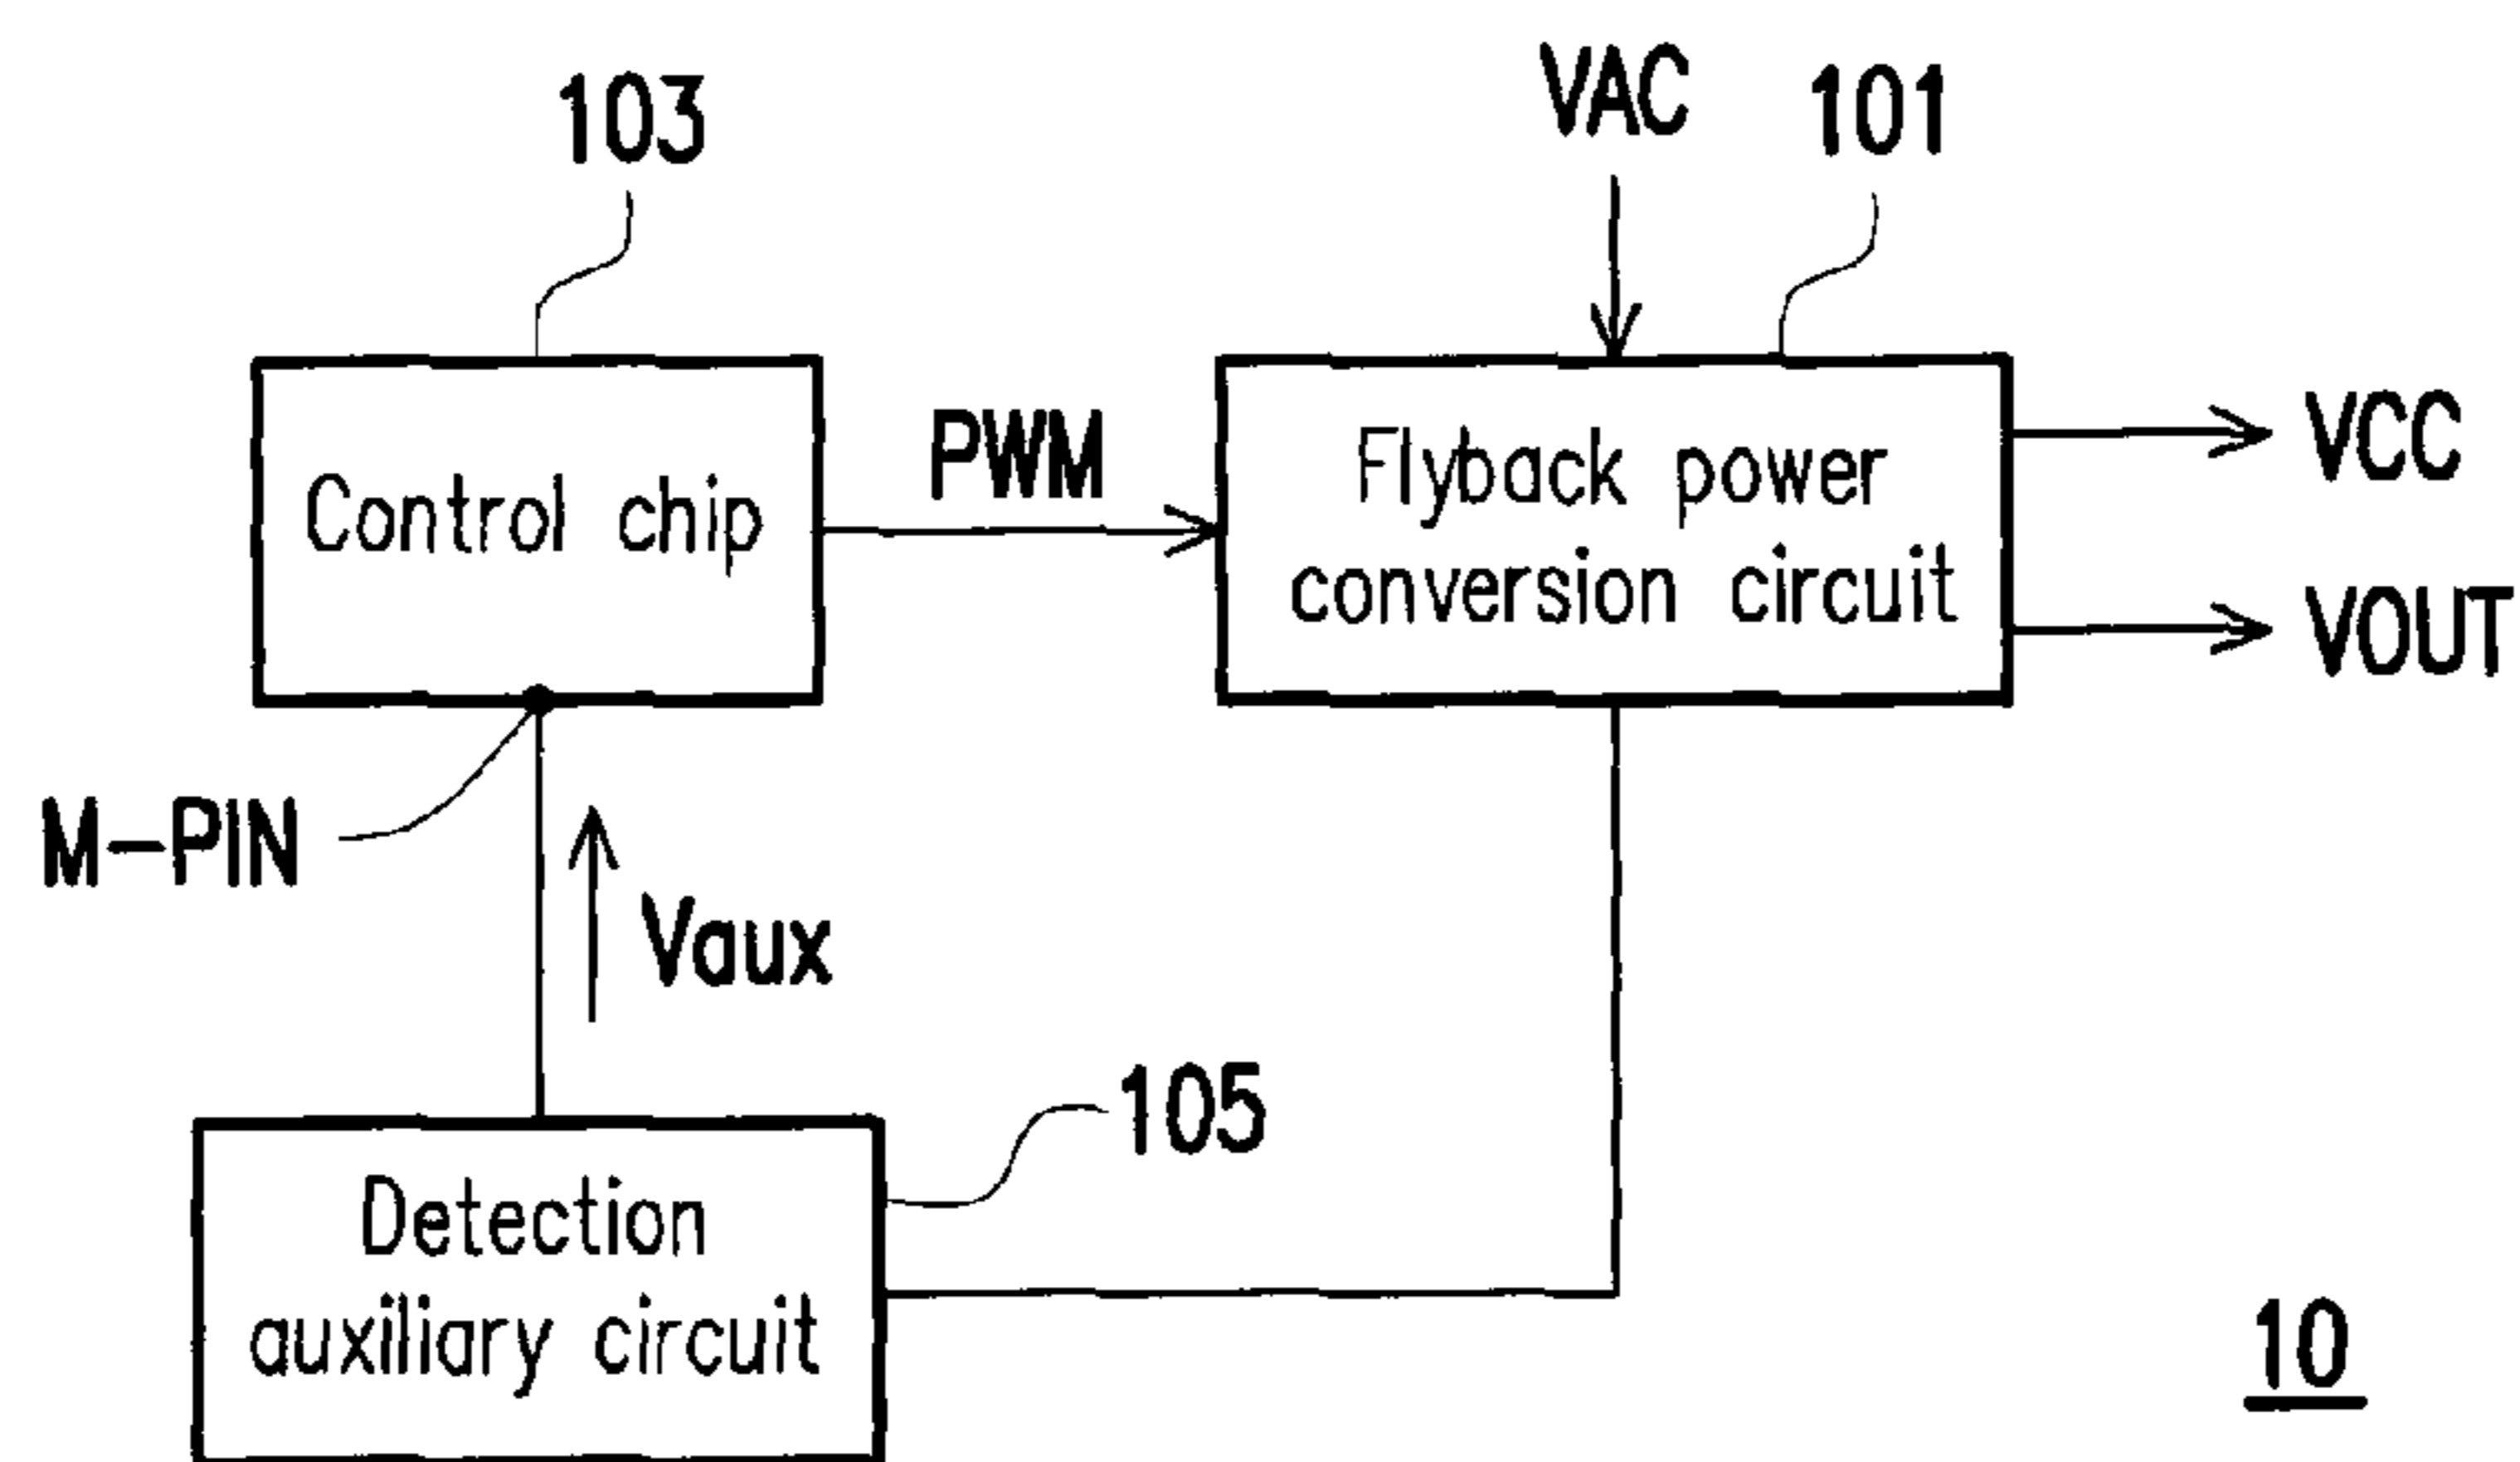 103
VAC
101
Control chip
PWM
Flyback power
conversion circuit
VCC
VOUT
M-PIN
Vaux
105
Detection
auxiliary circuit
10